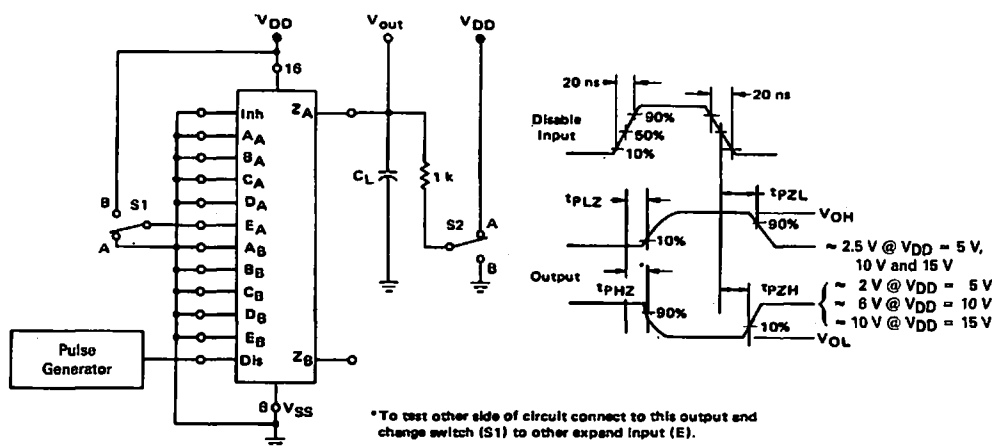 VDD
Vout
VDD
16
Inh
AA
BA
CA
DA
EA
AB
BB
CB
DB
EB
Dis
ZA
ZB
B
S1
A
CL
1 k
S2
A
B
Pulse
Generator
8
VSS
*To test other side of circuit connect to this output and
change switch (S1) to other expand input (E).
20 ns
20 ns
Disable
Input
90%
50%
10%
tPLZ
tPZL
VOH
90%
10%
≈ 2.5 V @ VDD = 5 V,
10 V and 15 V
Output
tPHZ
tPZH
90%
10%
≈ 2 V @ VDD = 5 V
≈ 6 V @ VDD = 10 V
≈ 10 V @ VDD = 15 V
VOL